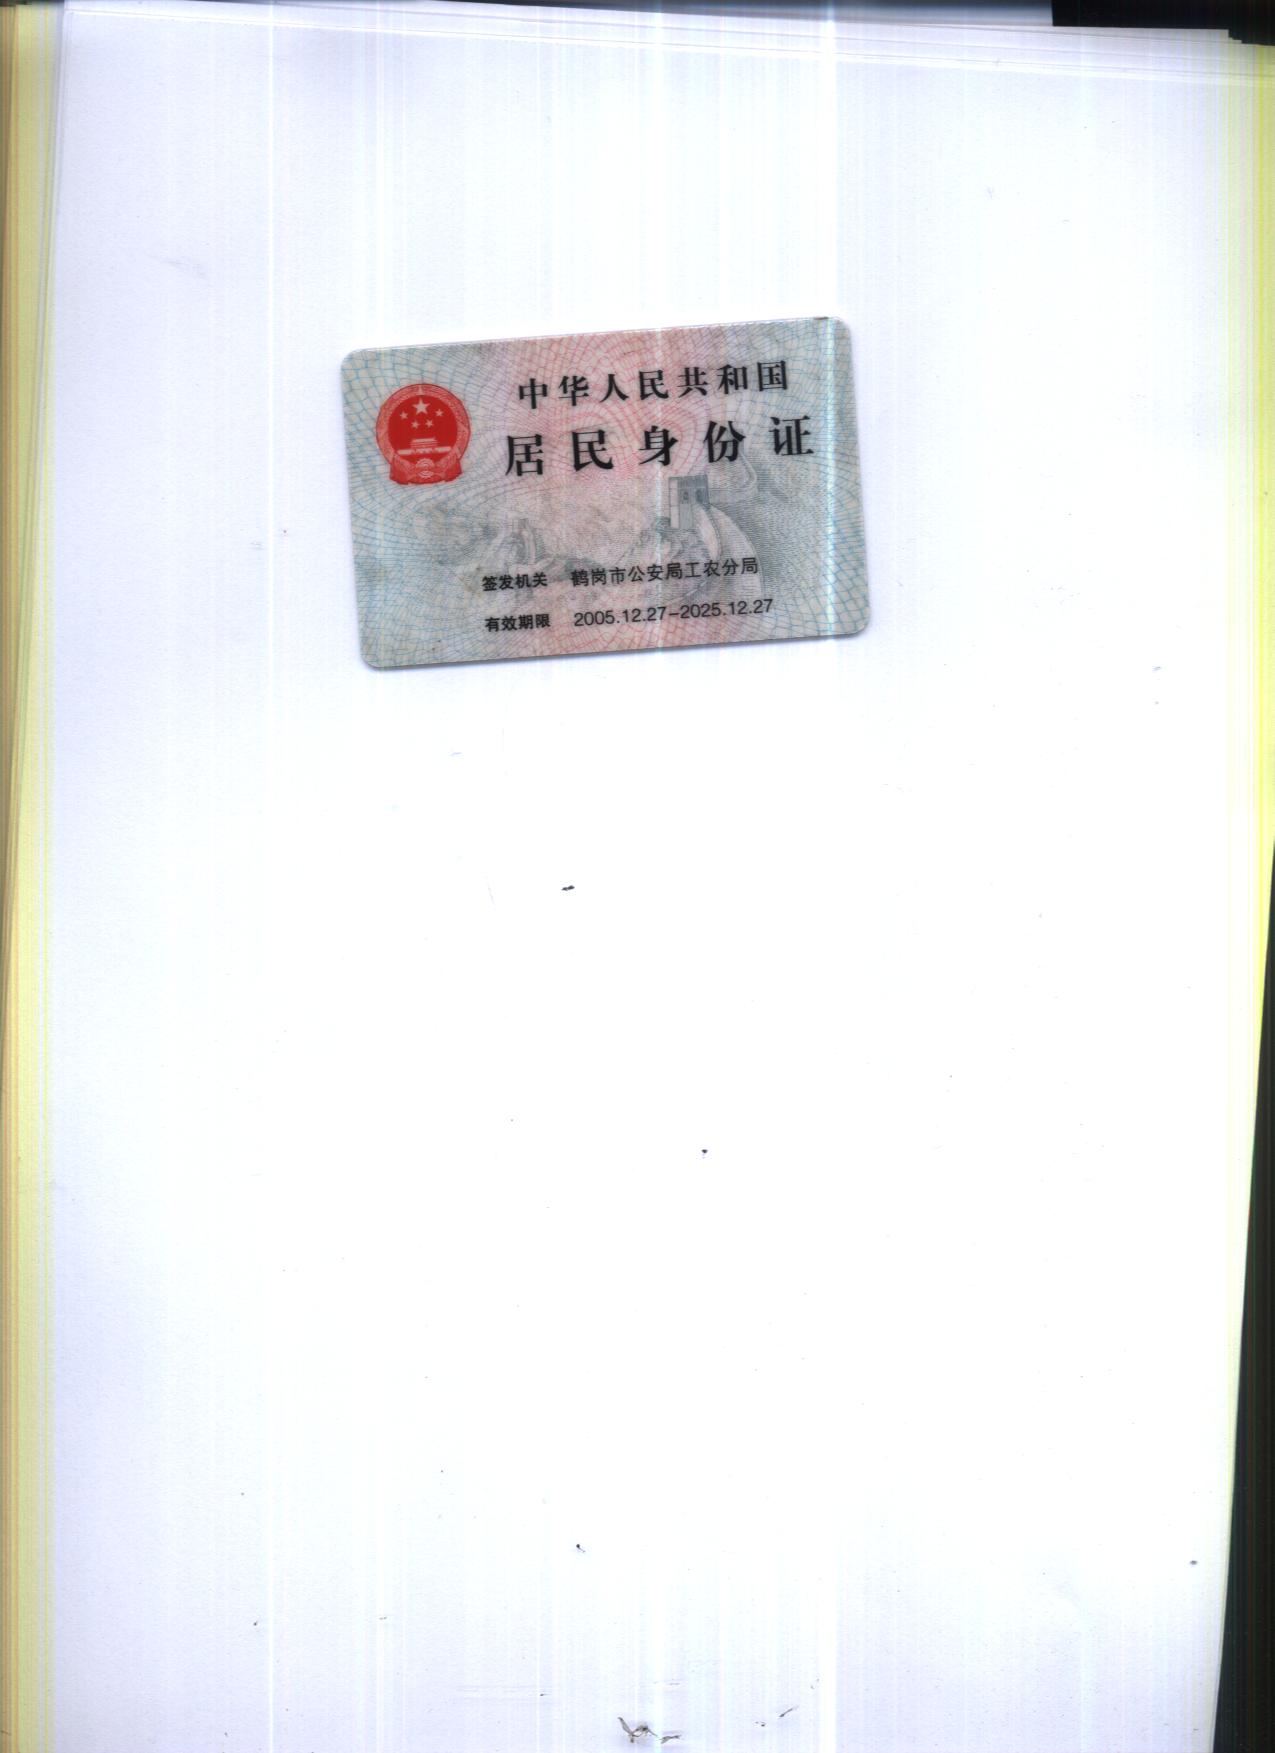 中华人民共和国
居民身份证
签发机关 鹤岗市公安局工农分局
有效期限 2005.12.27-2025.12.27